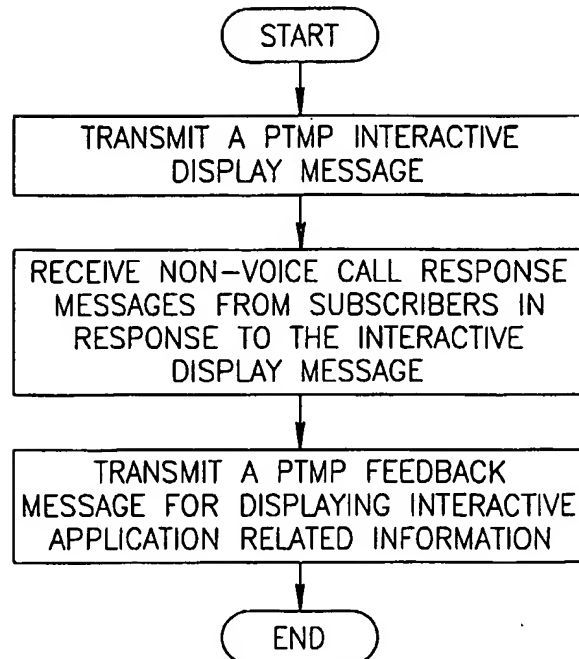 START
TRANSMIT A PTMP INTERACTIVE
DISPLAY MESSAGE
RECEIVE NON-VOICE CALL RESPONSE
MESSAGES FROM SUBSCRIBERS IN
RESPONSE TO THE INTERACTIVE
DISPLAY MESSAGE
TRANSMIT A PTMP FEEDBACK
MESSAGE FOR DISPLAYING INTERACTIVE
APPLICATION RELATED INFORMATION
END